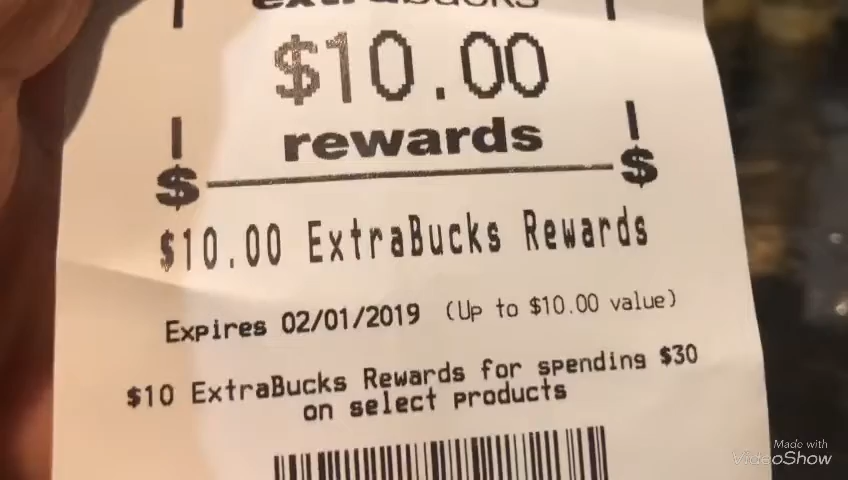 extrabucks
$10.00
rewards
$ $
$10.00 ExtraBucks Rewards
Expires 02/01/2019 (Up to $10.00 value)
$10 ExtraBucks Rewards for spending $30
on select products
Made with
VideoShow